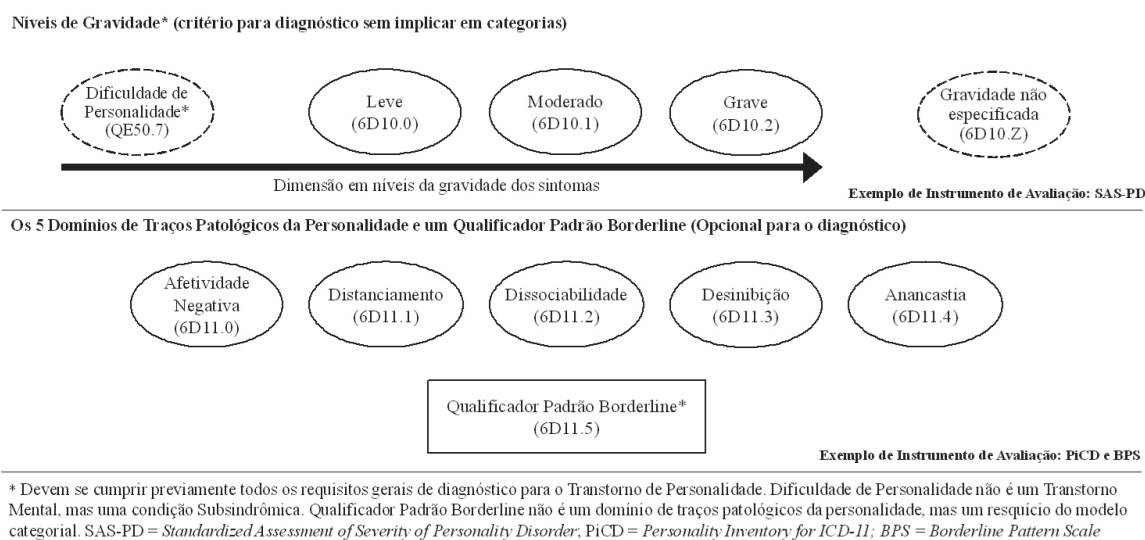 Níveis de Gravidade* (critério para diagnóstico sem implicar em categorias)
Dificuldade de
Personalidade*
(QE50.7)
Leve
(6D10.0)
Moderado
(6D10.1)
Grave
(6D10.2)
Gravidade não
especificada
(6D10.Z)
Dimensão em níveis da gravidade dos sintomas
Exemplo de Instrumento de Avaliação: SAS-PD
Os 5 Domínios de Traços Patológicos da Personalidade e um Qualificador Padrão Borderline (Opcional para o diagnóstico)
Afetividade
Negativa
(6D11.0)
Distanciamento
(6D11.1)
Dissociabilidade
(6D11.2)
Desinibição
(6D11.3)
Anancastia
(6D11.4)
Qualificador Padrão Borderline*
(6D11.5)
Exemplo de Instrumento de Avaliação: PiCD e BPS
* Devem se cumprir previamente todos os requisitos gerais de diagnóstico para o Transtorno de Personalidade. Dificuldade de Personalidade não é um Transtorno
Mental, mas uma condição Subsindrômica. Qualificador Padrão Borderline não é um domínio de traços patológicos da personalidade, mas um resquício do modelo
categorial. SAS-PD = Standardized Assessment of Severity of Personality Disorder; PiCD = Personality Inventory for ICD-11; BPS = Borderline Pattern Scale